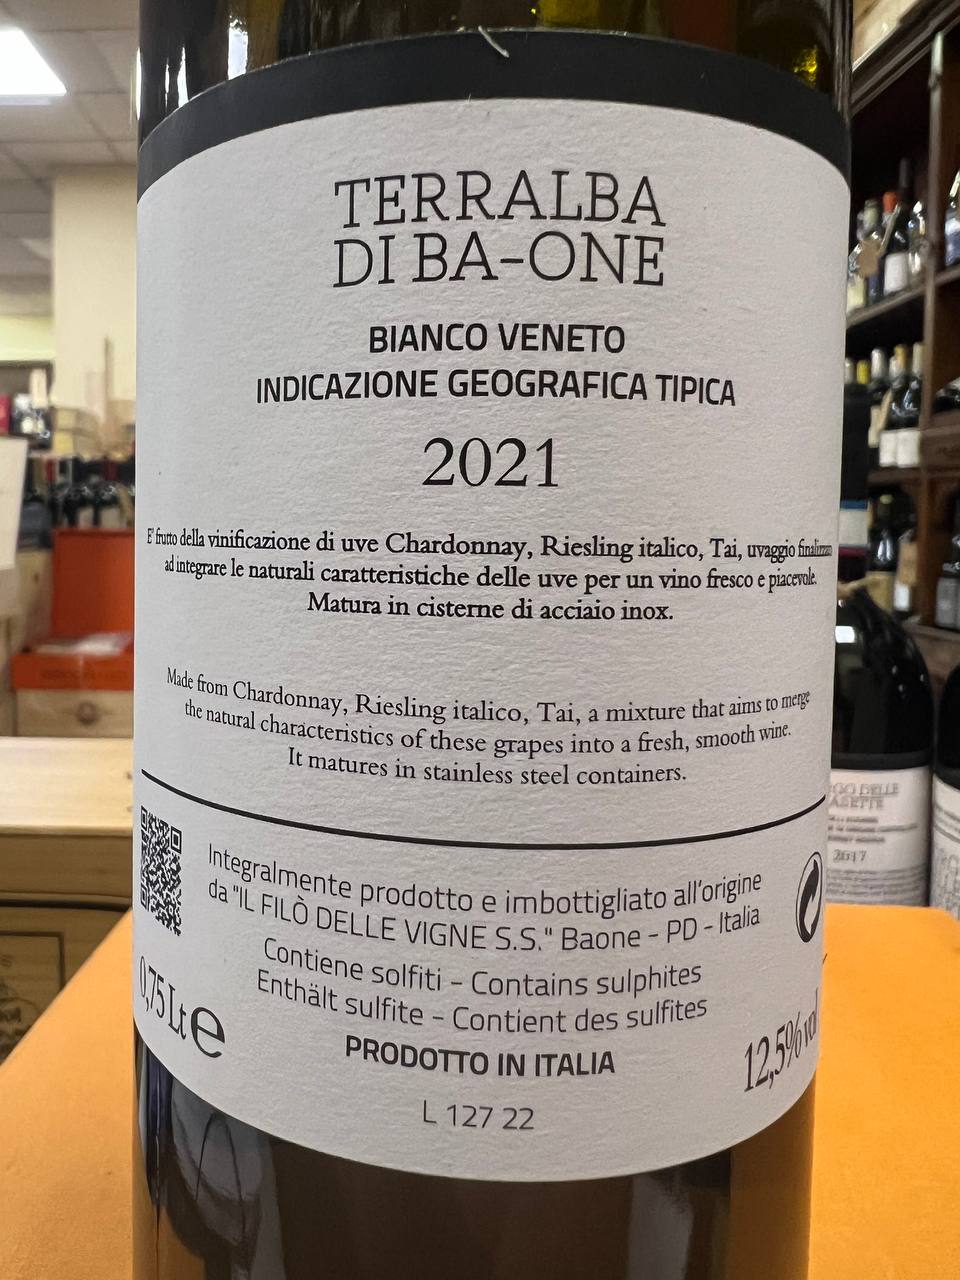 TERRALBA
DI BA-ONE
BIANCO VENETO
INDICAZIONE GEOGRAFICA TIPICA
2021
E' frutto della vinificazione di uve Chardonnay, Riesling italico, Tai, uvaggio
ad integrare le naturali caratteristiche delle uve per un vino fresco e piacevole.
Matura in cisterne di acciaio inox.
Made from Chardonnay, Riesling italico, Tai, a mixture that aims to merge
the natural characteristics of these grapes into a fresh, smooth wine.
It matures in stainless steel containers.
Integralmente prodotto e imbottigliato all'origine
da "IL FILÒ DELLE VIGNE S.S." Baone - PD - Italia
Contiene solfiti - Contains sulphites
Enthält sulfite - Contient des sulfites
0,75 Lt e
12,5% vol
PRODOTTO IN ITALIA
L 127 22
DELLE
2017